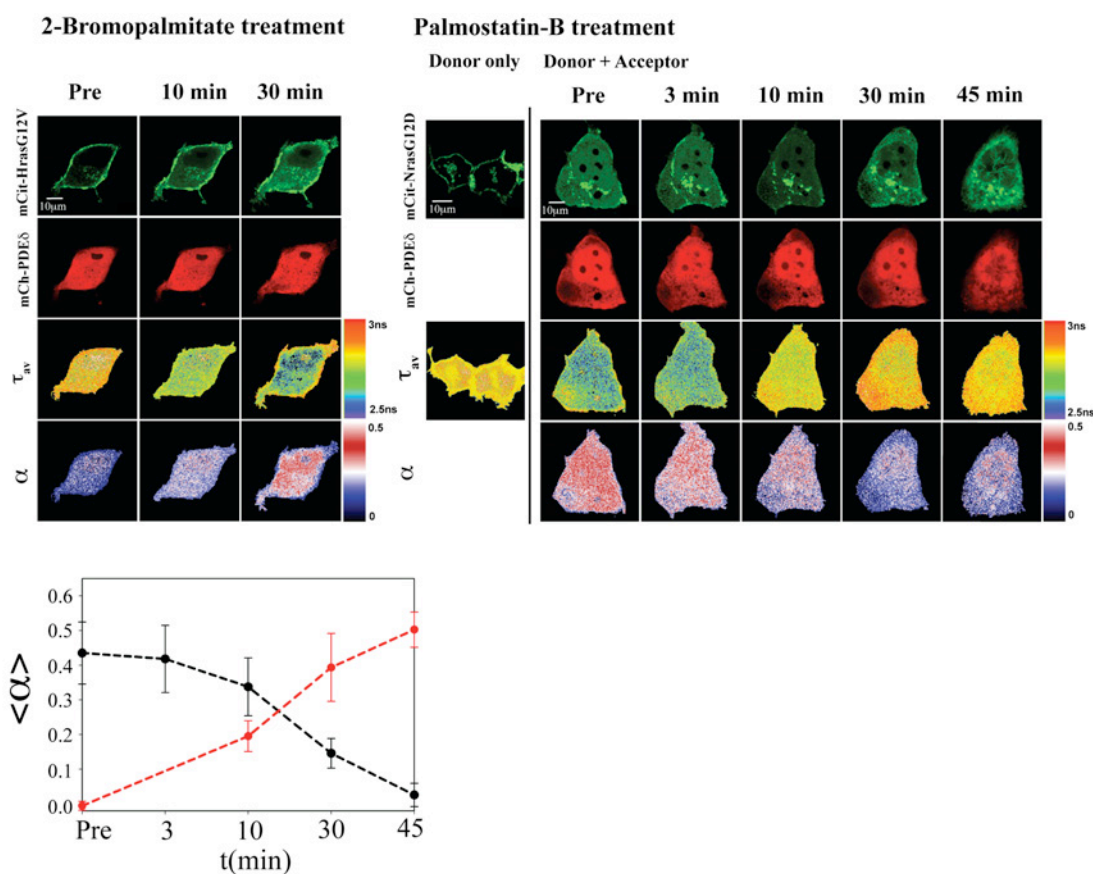 2-Bromopalmitate treatment
Palmostatin-B treatment
Donor only
Donor + Acceptor
Pre 10 min 30 min
Pre 3 min 10 min 30 min 45 min
mCit-HrasG12V
10μm
mCh-PDEδ
τav
3ns
2.5ns
α
0.5
0
mCit-NrasG12D
10μm
10μm
mCh-PDEδ
τav
3ns
2.5ns
α
0.5
0
<α>
0.6
0.5
0.4
0.3
0.2
0.1
0.0
Pre 3 10 30 45
t(min)